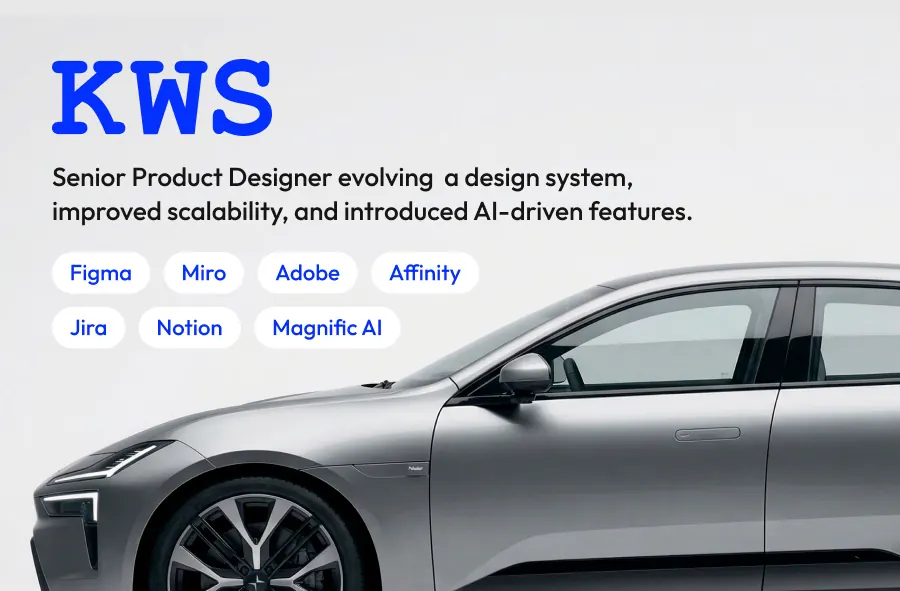 KWS
Senior Product Designer evolving  a design system,
improved scalability, and introduced AI-driven features.
Figma Miro Adobe Affinity
Jira Notion Magnific AI